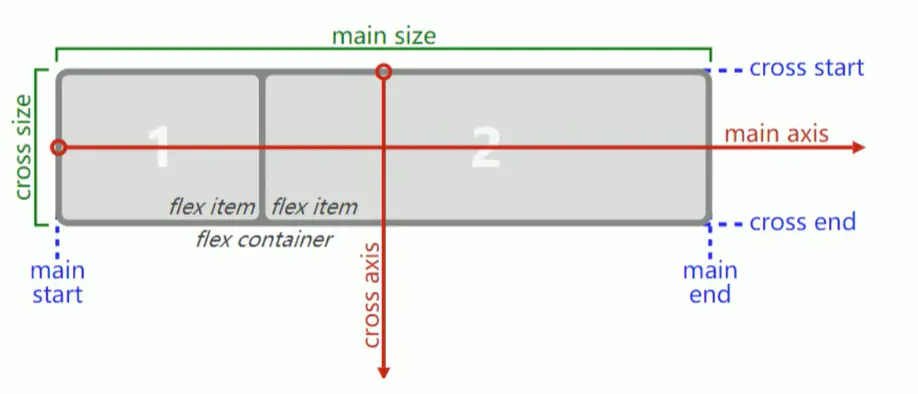 main size
cross start
cross size
1
2
main axis
flex item
flex item
cross end
flex container
cross axis
main
start
main
end